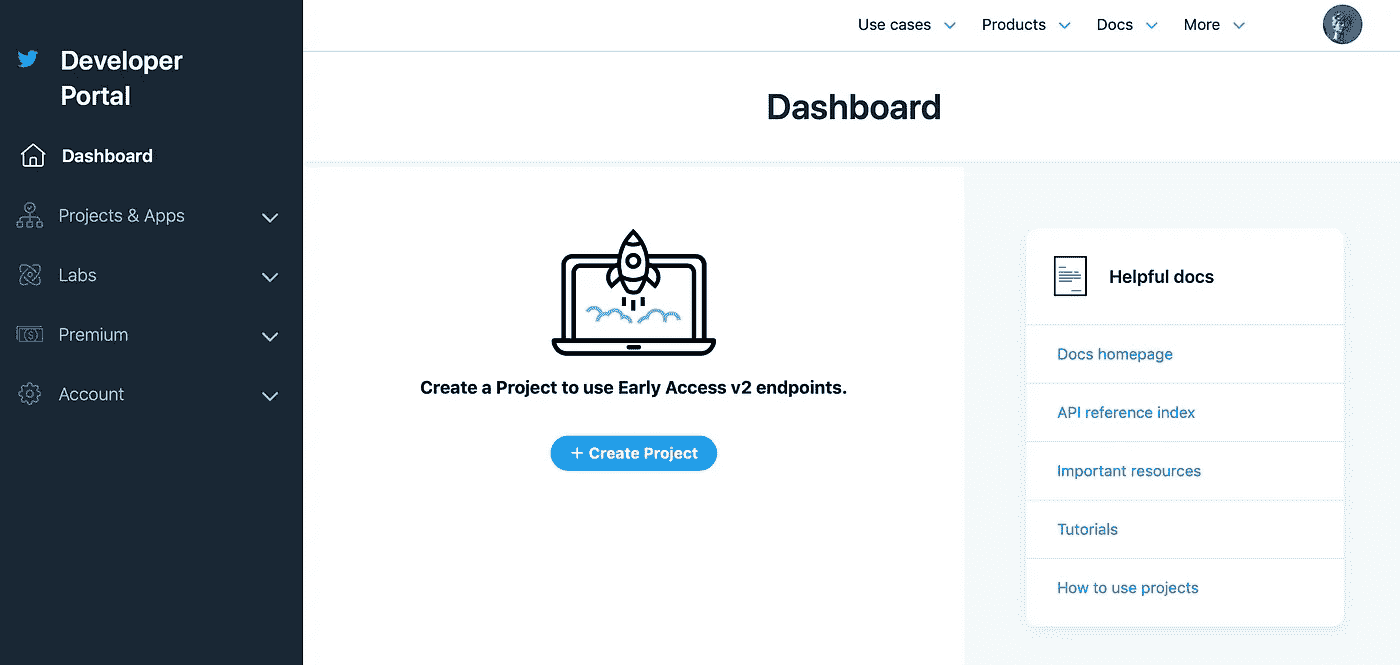 Use cases
Products
Docs
More
Developer
Portal
Dashboard
Projects & Apps
Labs
Premium
Account
Dashboard
Create a Project to use Early Access v2 endpoints.
+ Create Project
Helpful docs
Docs homepage
API reference index
Important resources
Tutorials
How to use projects